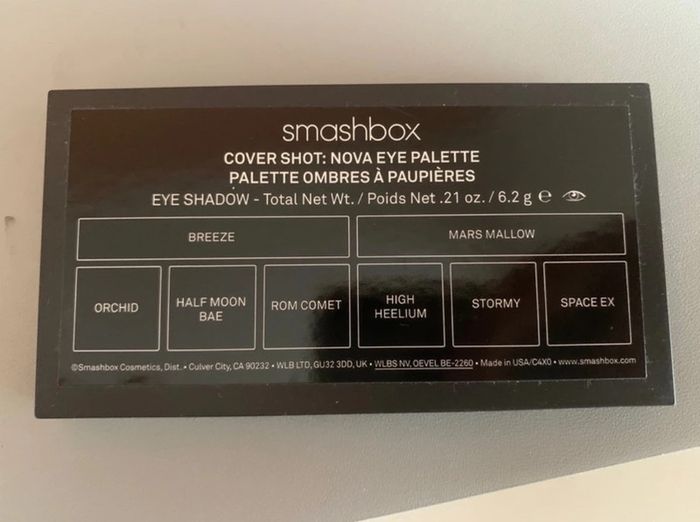 smashbox
COVER SHOT: NOVA EYE PALETTE
PALETTE OMBRES À PAUPIÈRES
EYE SHADOW - Total Net Wt. / Poids Net .21 oz. / 6.2 g ℮
BREEZE
MARS MALLOW
ORCHID
HALF MOON
BAE
ROM COMET
HIGH
HEELIUM
STORMY
SPACE EX
©Smashbox Cosmetics, Dist. • Culver City, CA 90232 • WLB LTD, GU32 3DD, UK • WLBS NV, OEVEL BE-2260 • Made in USA/C4X0 • www.smashbox.com